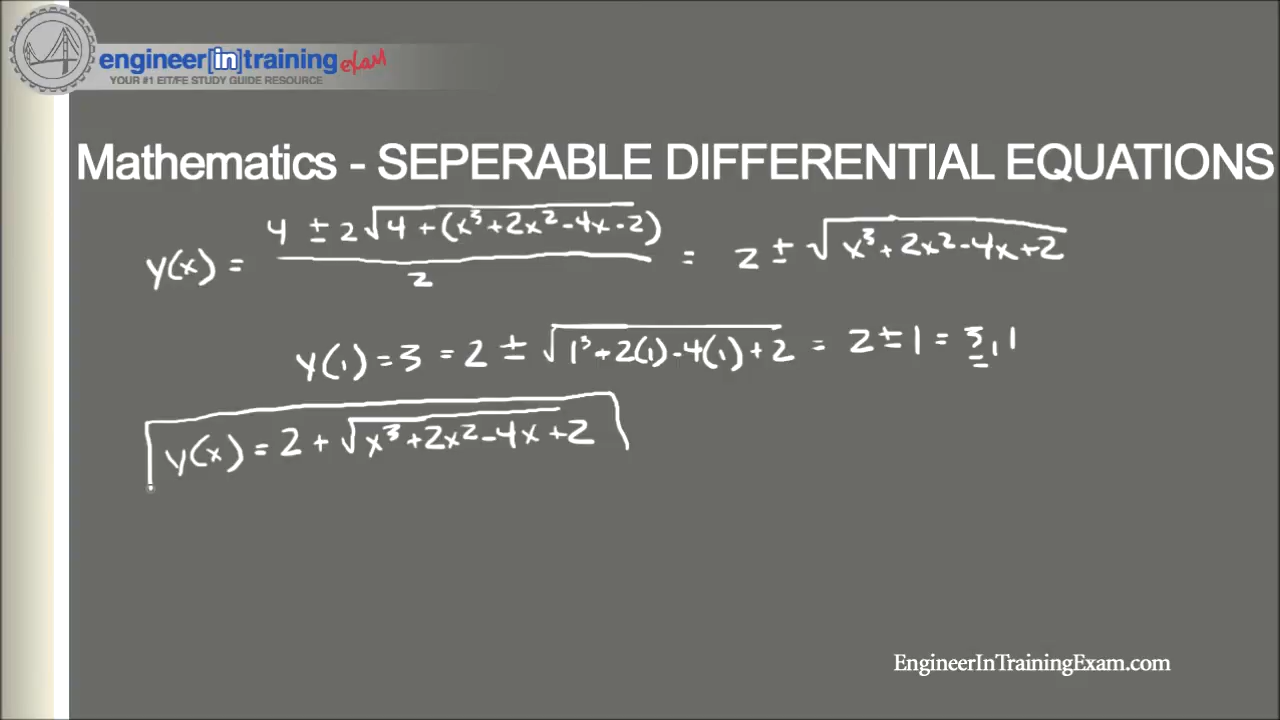 engineer[in]training exam
YOUR #1 EIT/FE STUDY GUIDE RESOURCE
Mathematics - SEPERABLE DIFFERENTIAL EQUATIONS
y(x) = (4 ± 2√(4 + (x³ + 2x² - 4x - 2)))/2 = 2 ± √(x³ + 2x² - 4x + 2)
y(1) = 3 = 2 ± √(1³ + 2(1) - 4(1) + 2) = 2 ± 1 = 3, 1
y(x) = 2 + √(x³ + 2x² - 4x + 2)
EngineerInTrainingExam.com